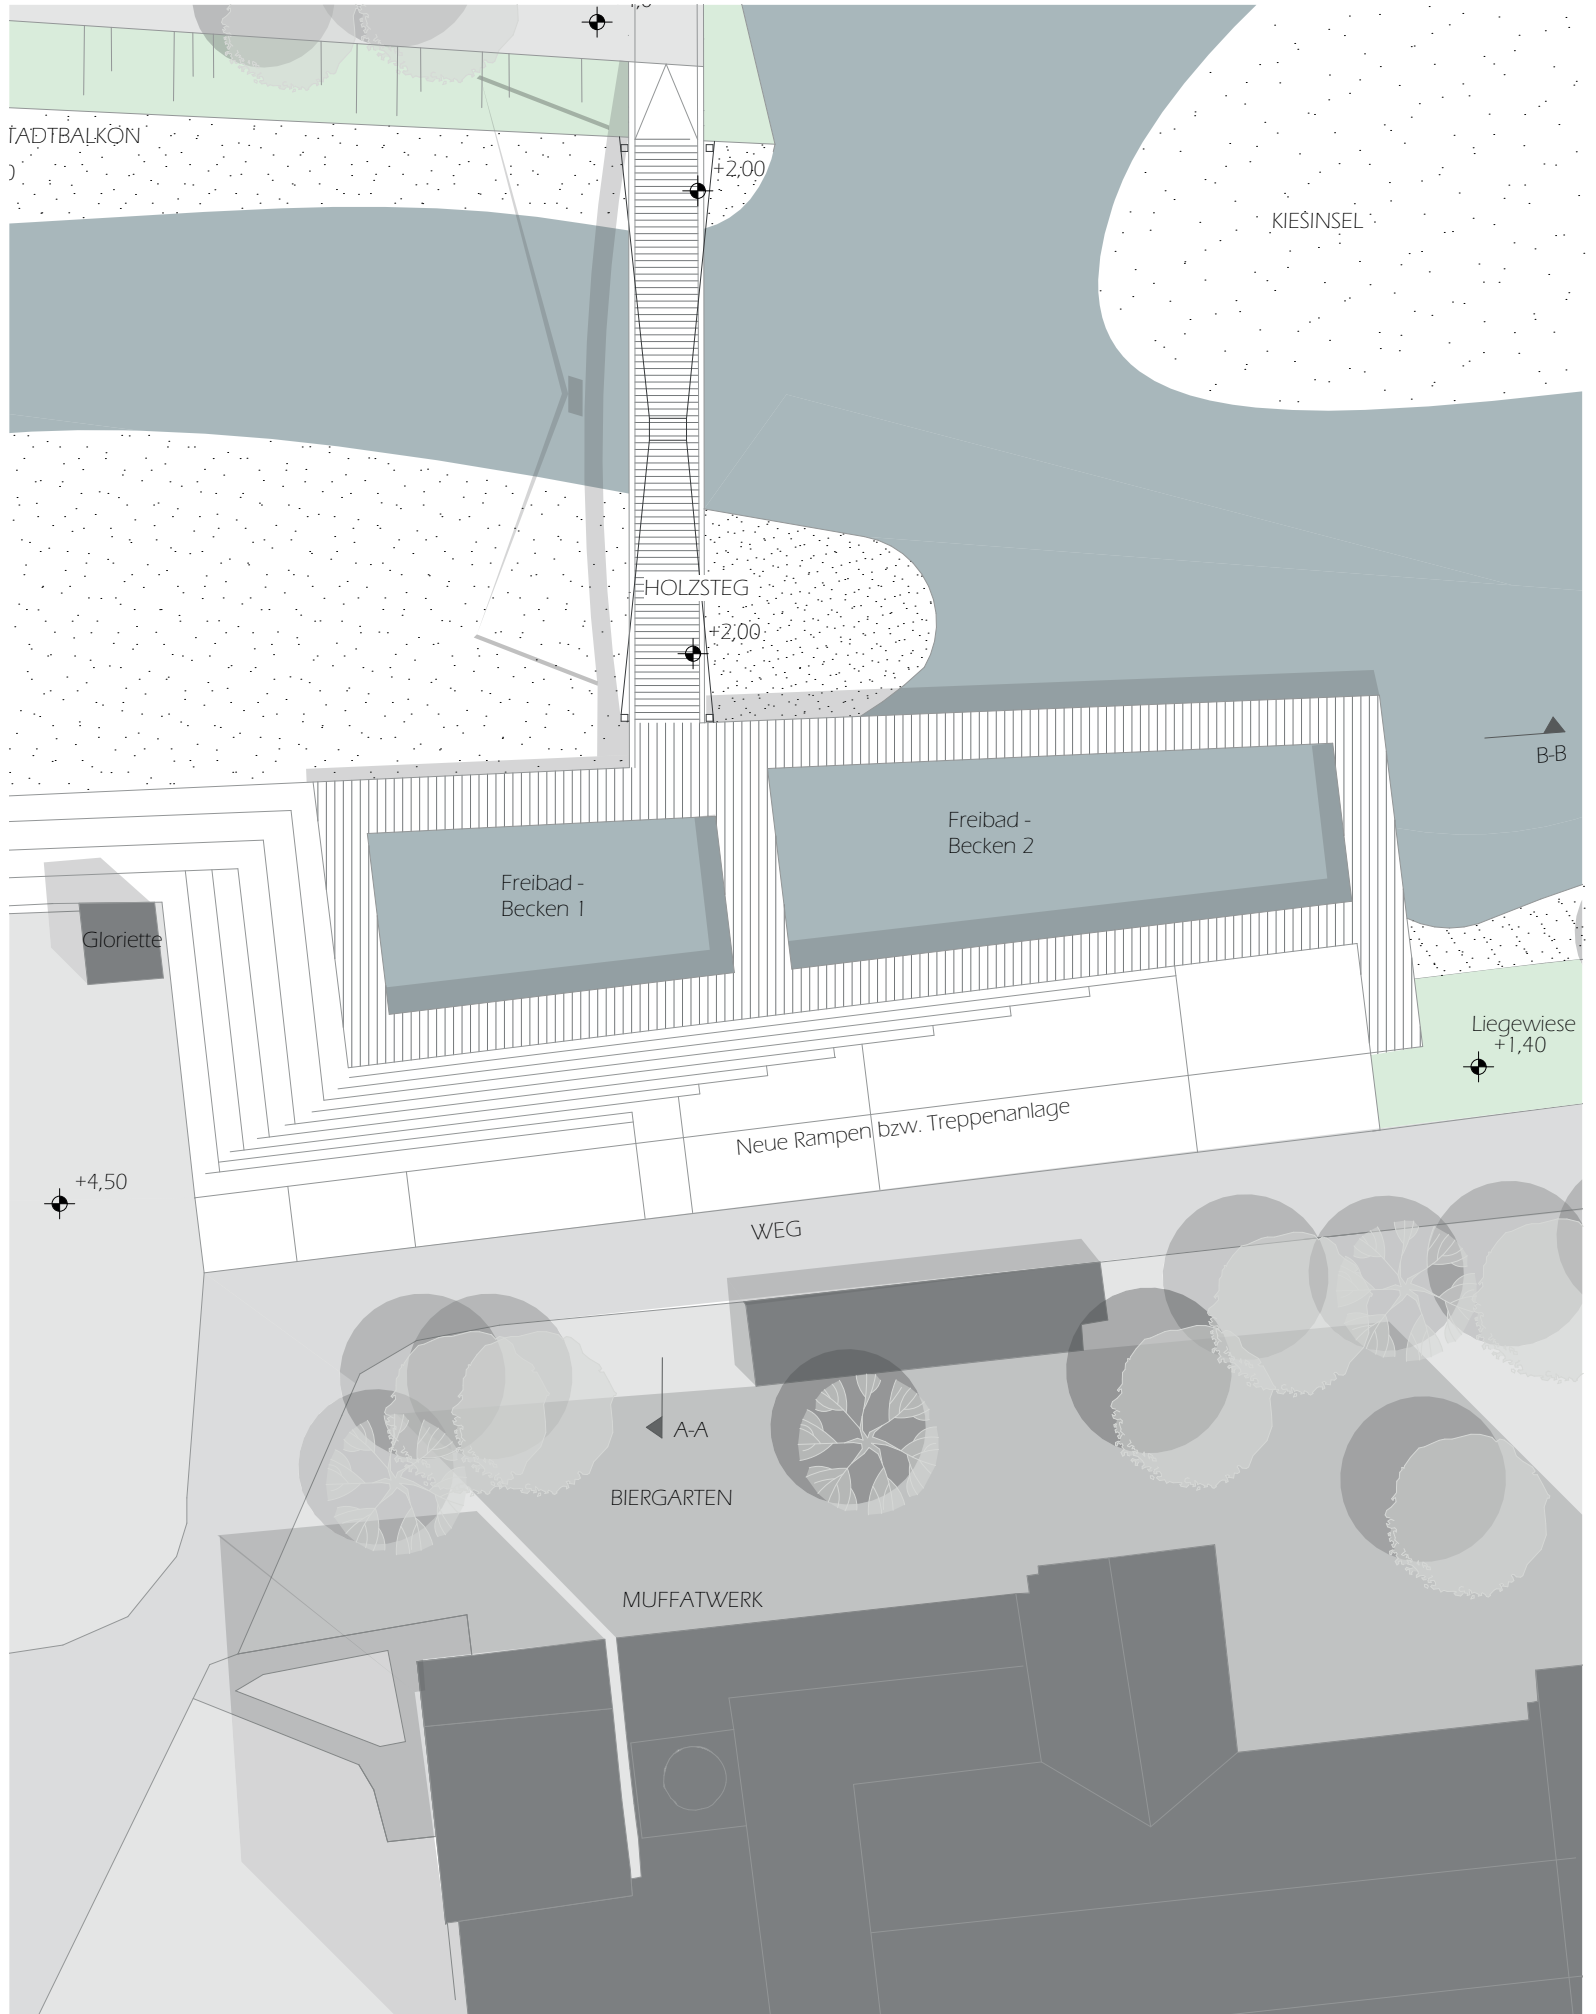 TADTBALKON
+2,00
KIESINSEL
HOLZSTEG
+2,00
B-B
Freibad -
Becken 2
Freibad -
Becken 1
Gloriette
Liegewiese
+1,40
Neue Rampen bzw. Treppenanlage
+4,50
WEG
A-A
BIERGARTEN
MUFFATWERK